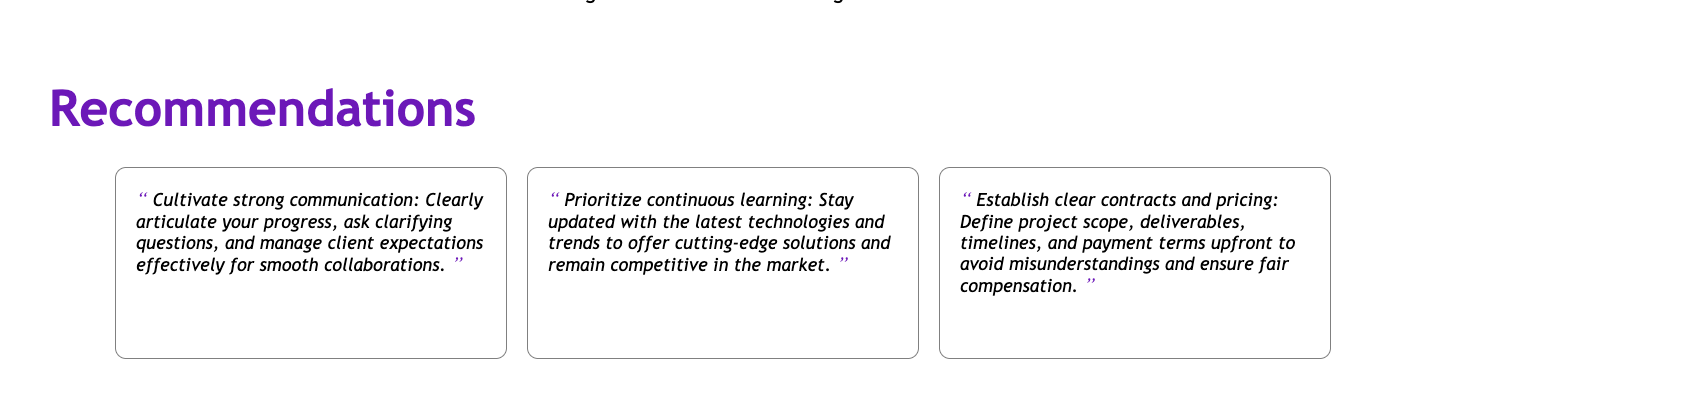 Recommendations
“ Cultivate strong communication: Clearly
articulate your progress, ask clarifying
questions, and manage client expectations
effectively for smooth collaborations. ”
“ Prioritize continuous learning: Stay
updated with the latest technologies and
trends to offer cutting-edge solutions and
remain competitive in the market. ”
“ Establish clear contracts and pricing:
Define project scope, deliverables,
timelines, and payment terms upfront to
avoid misunderstandings and ensure fair
compensation. ”